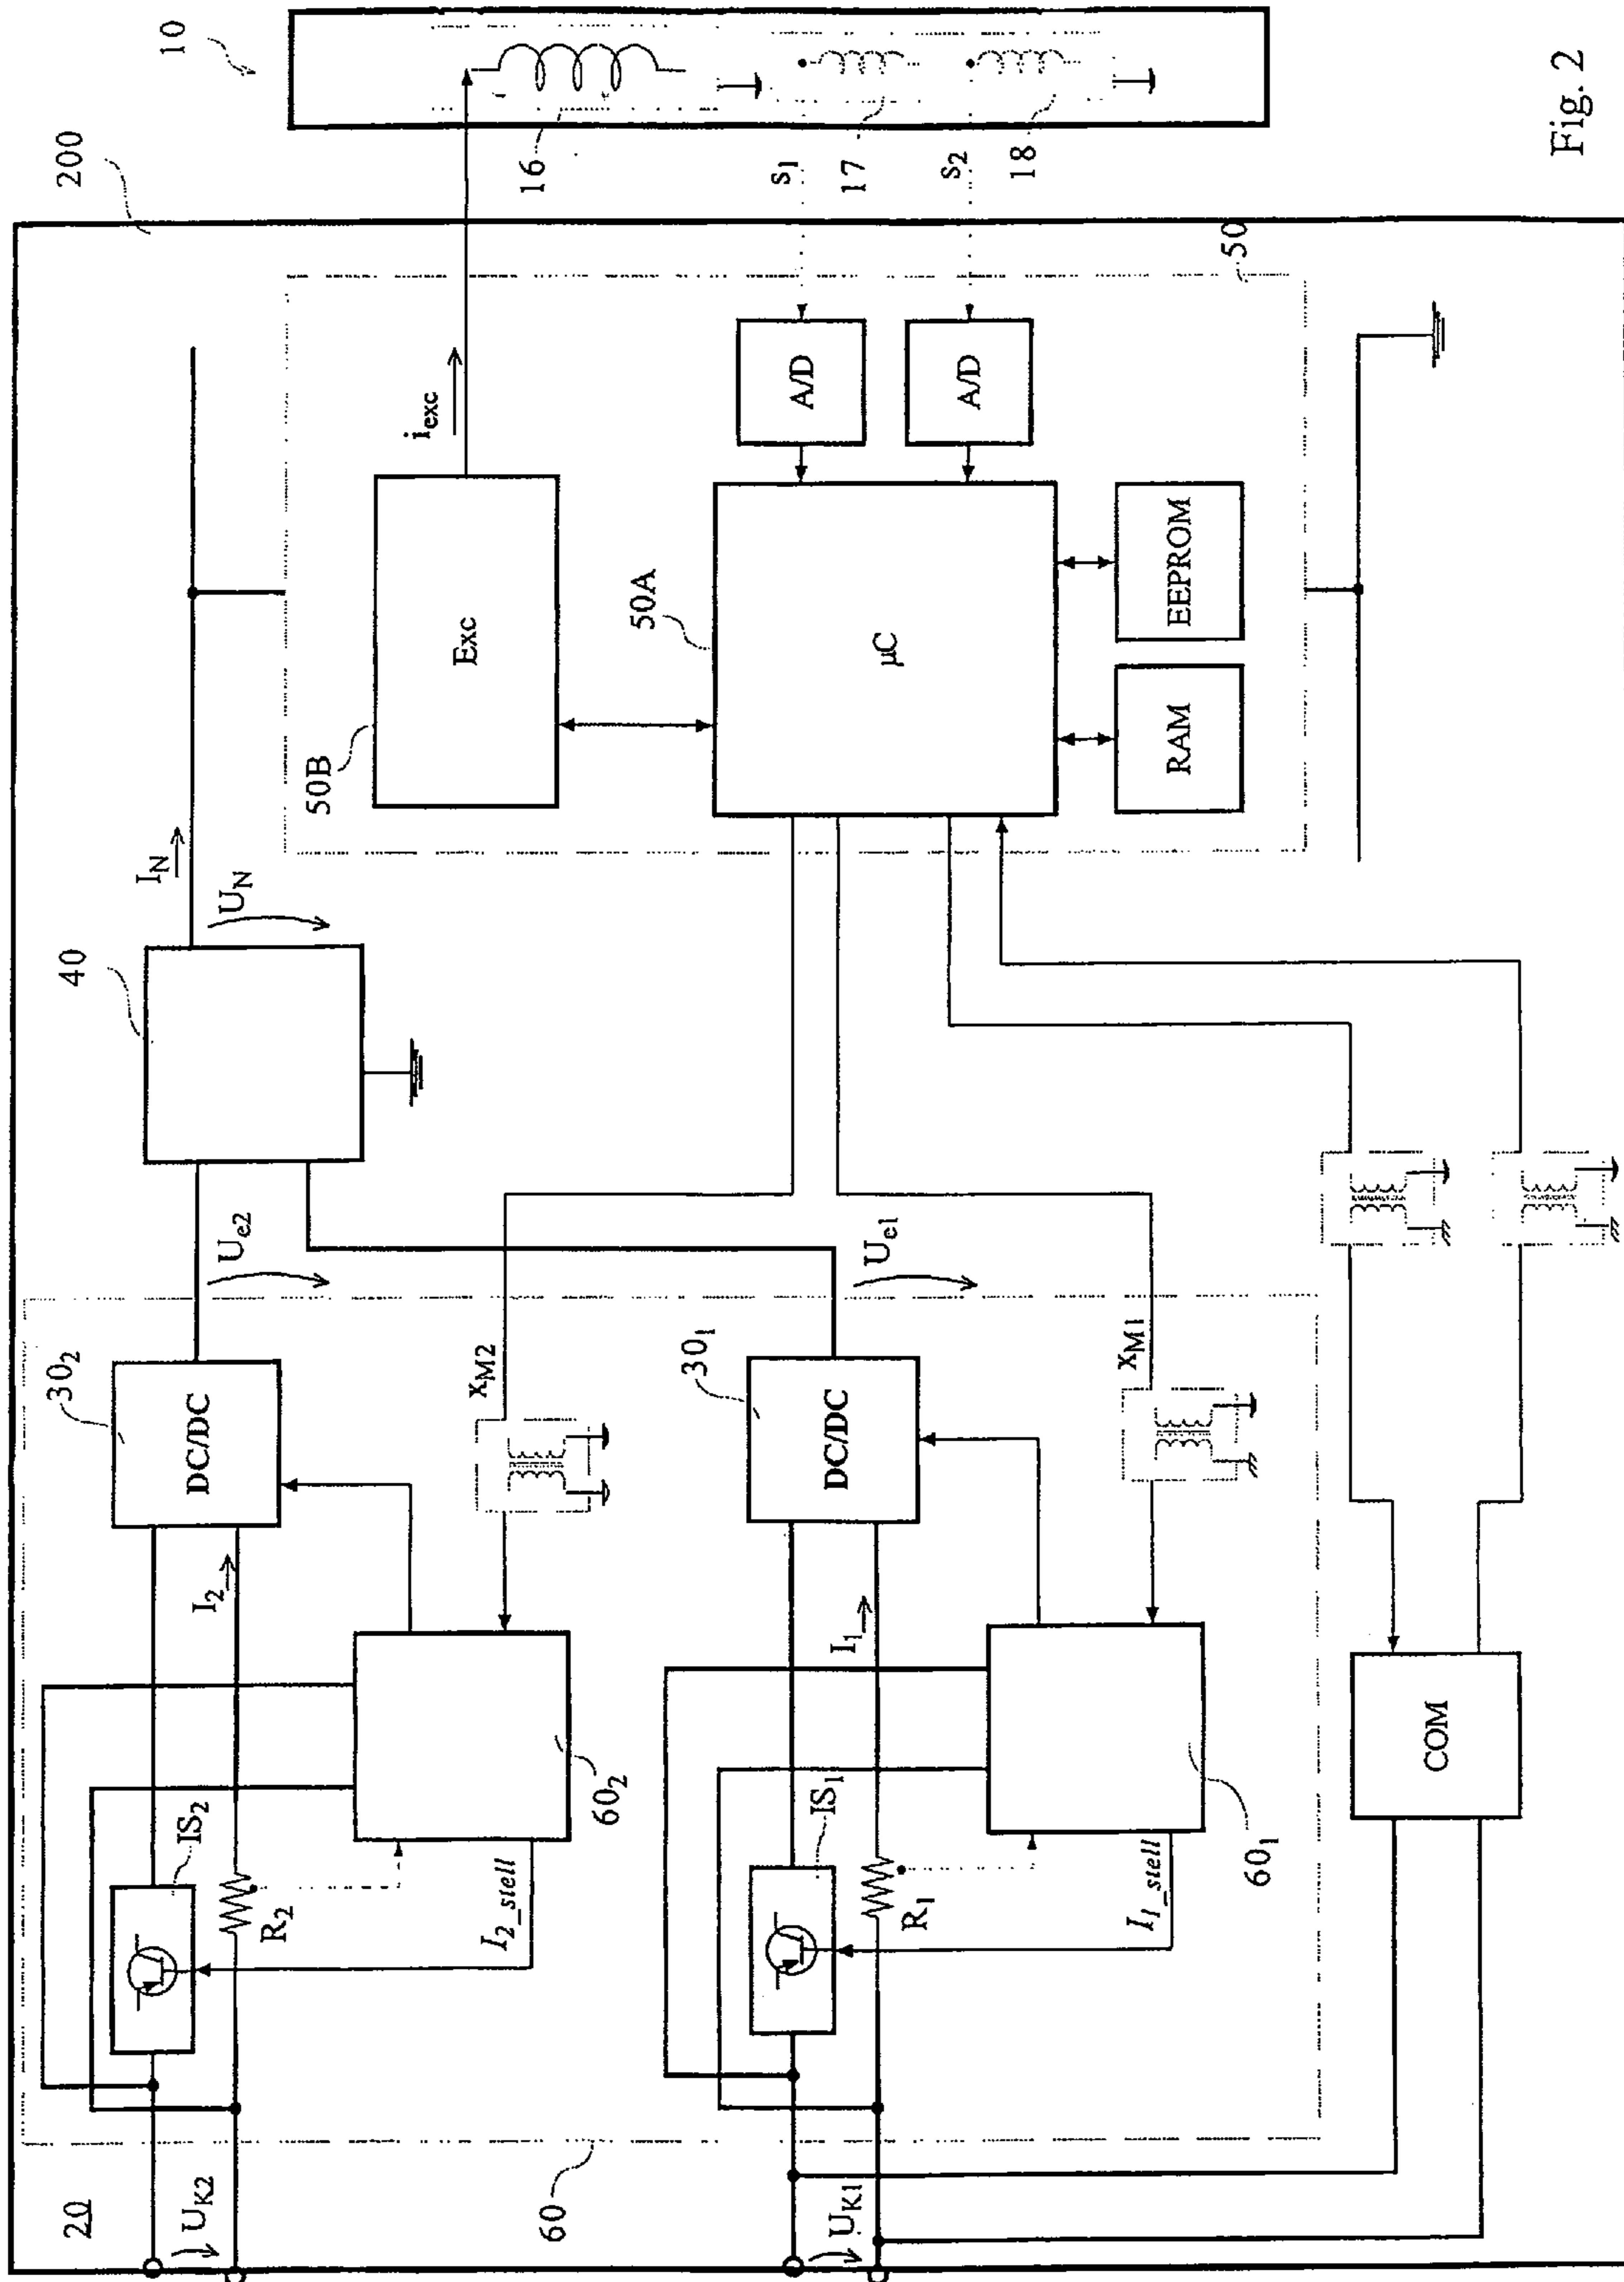 10
200
16
S1
17
S2
18
Fig. 2
IN
UN
iexc
50
40
50B
Exc
50A
µC
A/D
A/D
RAM
EEPROM
Ue2
Ue1
302
DC/DC
I2
xM2
301
DC/DC
I1
xM1
IS2
R2
602
I2_stell
IS1
R1
601
I1_stell
COM
20
UK2
60
UK1